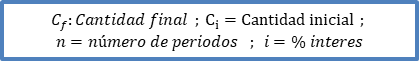 C_f: Cantidad final ; C_i = Cantidad inicial ;
n = número de periodos ; i = % interes